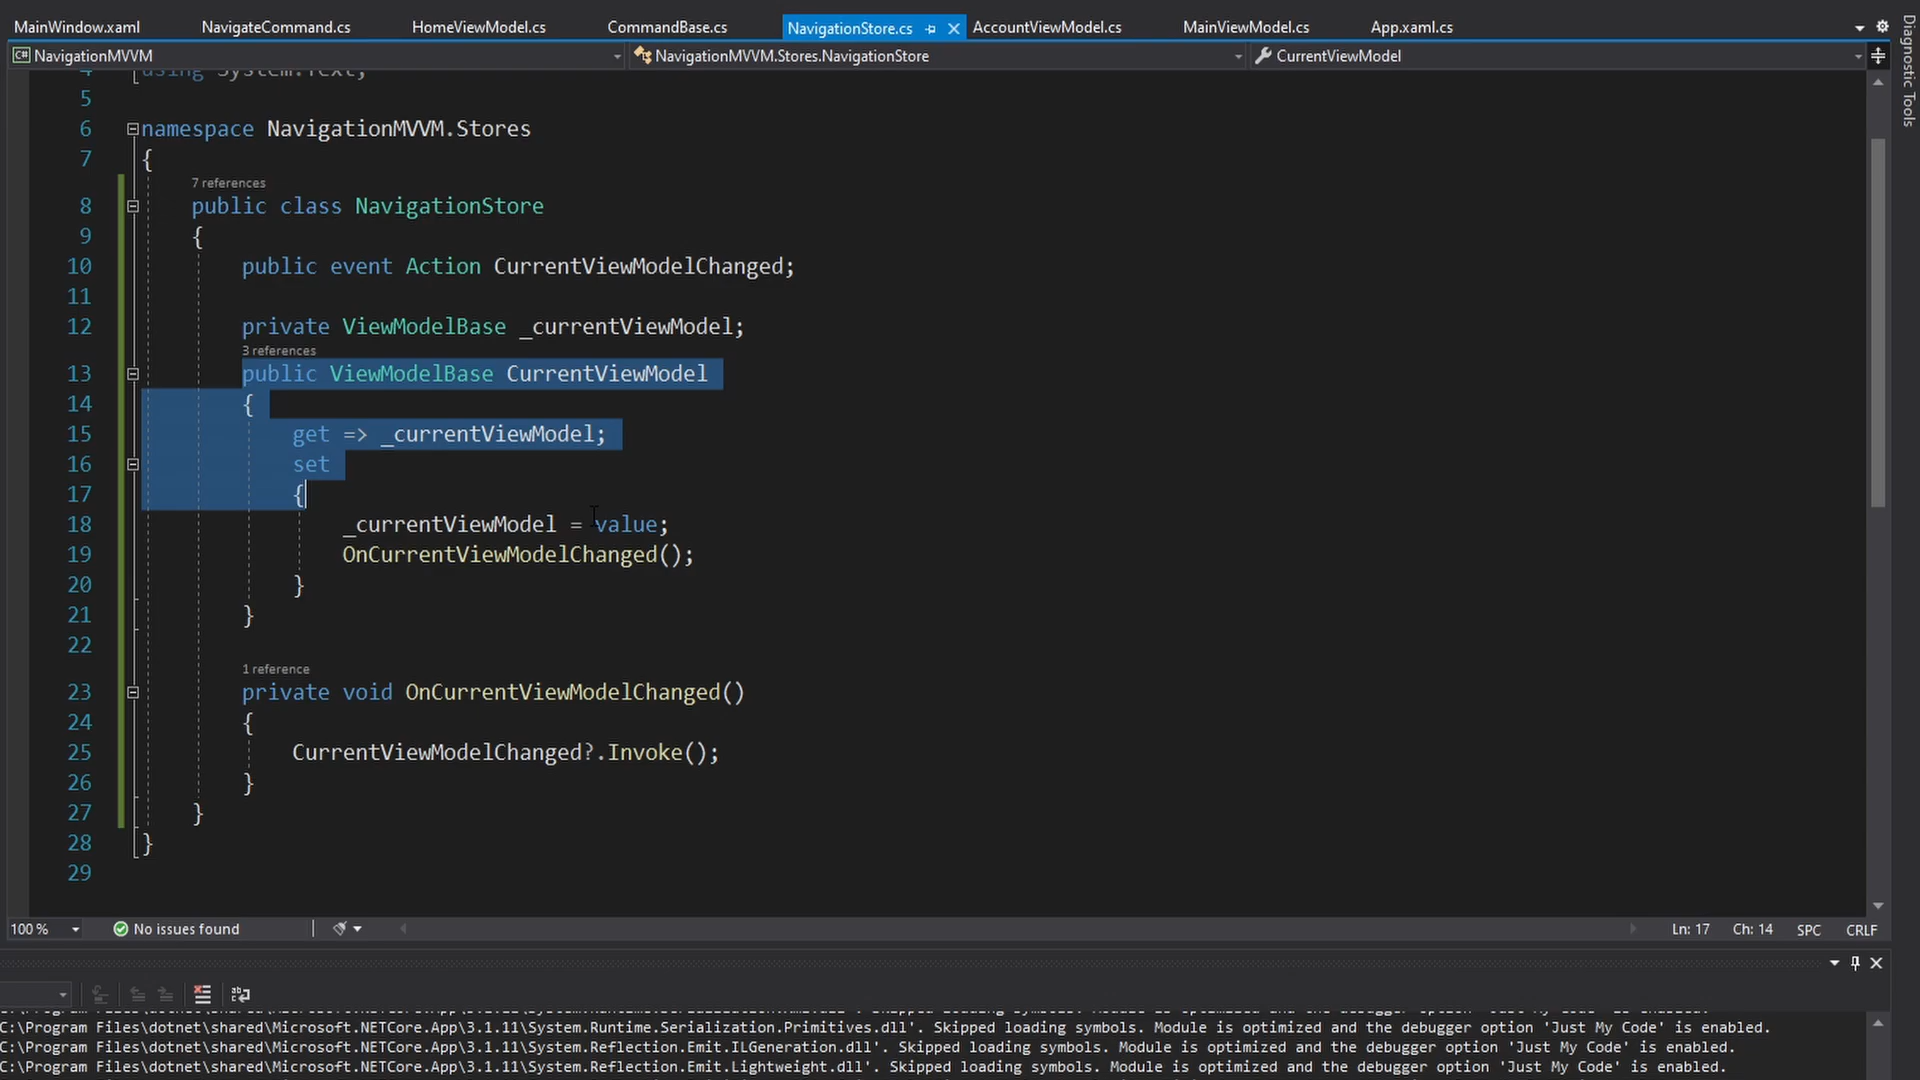 MainWindow.xaml NavigateCommand.cs HomeViewModel.cs CommandBase.cs NavigationStore.cs AccountViewModel.cs MainViewModel.cs App.xaml.cs
NavigationMVVM NavigationMVVM.Stores.NavigationStore CurrentViewModel
Diagnostic Tools
4 using System.Text;
5
6 namespace NavigationMVVM.Stores
7 {
7 references
8 public class NavigationStore
9 {
10 public event Action CurrentViewModelChanged;
11
12 private ViewModelBase _currentViewModel;
3 references
13 public ViewModelBase CurrentViewModel
14 {
15 get => _currentViewModel;
16 set
17 {
18 _currentViewModel = value;
19 OnCurrentViewModelChanged();
20 }
21 }
22
1 reference
23 private void OnCurrentViewModelChanged()
24 {
25 CurrentViewModelChanged?.Invoke();
26 }
27 }
28 }
29
100 % No issues found Ln: 17 Ch: 14 SPC CRLF
C:\Program Files\dotnet\shared\Microsoft.NETCore.App\3.1.11\System.Runtime.Serialization.Primitives.dll'. Skipped loading symbols. Module is optimized and the debugger option 'Just My Code' is enabled.
C:\Program Files\dotnet\shared\Microsoft.NETCore.App\3.1.11\System.Reflection.Emit.ILGeneration.dll'. Skipped loading symbols. Module is optimized and the debugger option 'Just My Code' is enabled.
C:\Program Files\dotnet\shared\Microsoft.NETCore.App\3.1.11\System.Reflection.Emit.Lightweight.dll'. Skipped loading symbols. Module is optimized and the debugger option 'Just My Code' is enabled.